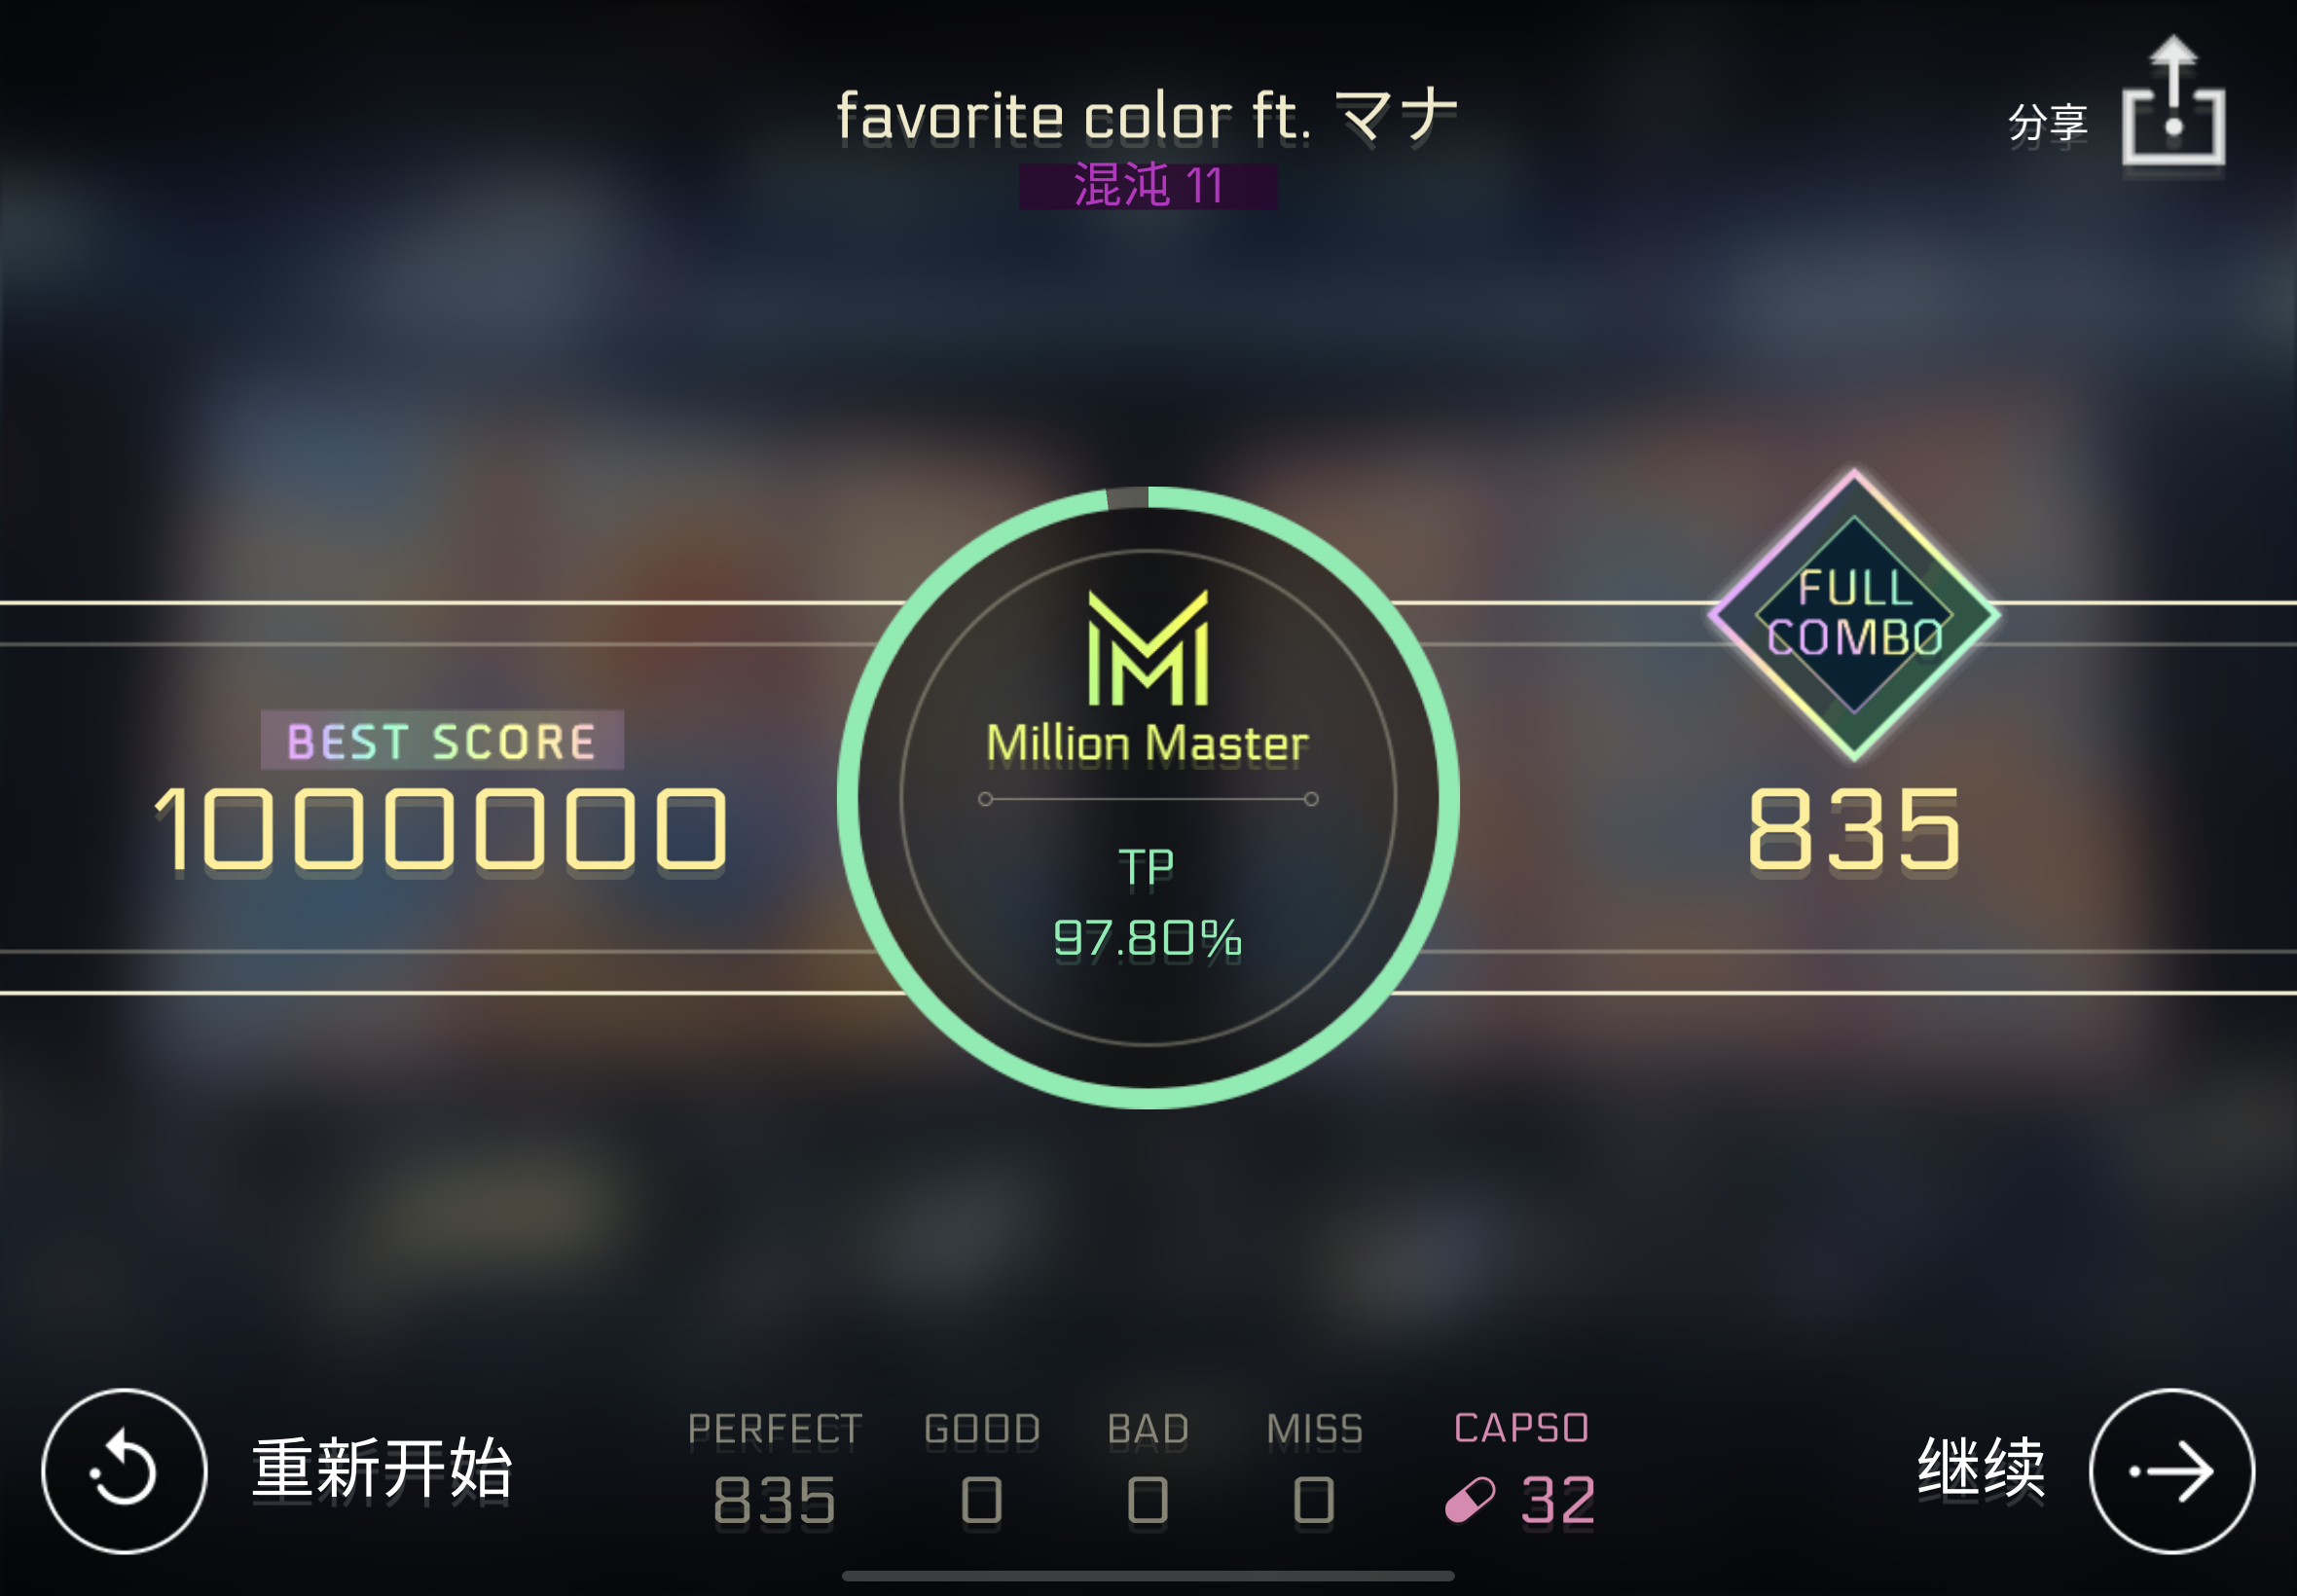 favorite color ft. マナ
混沌 11
分享
FULL
COMBO
Million Master
BEST SCORE
1000000
835
TP
97.80%
重新开始
PERFECT
835
GOOD
0
BAD
0
MISS
0
CAPSO
32
继续